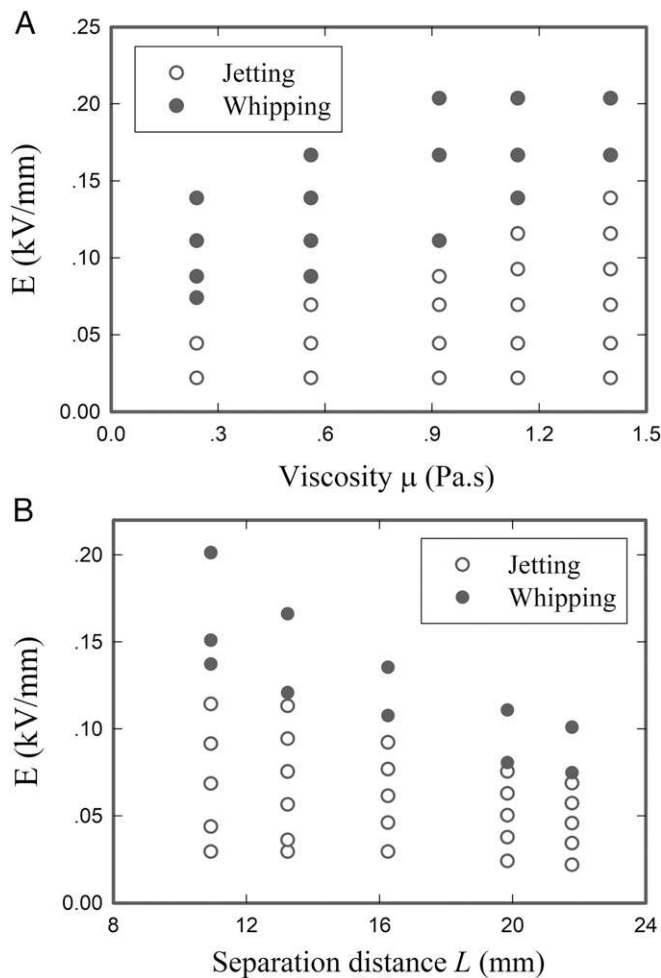 A
.25
.20
.15
.10
.05
0.00
E (kV/mm)
Jetting
Whipping
0.0 .3 .6 .9 1.2 1.5
Viscosity μ (Pa.s)
B
.20
.15
.10
.05
0.00
E (kV/mm)
Jetting
Whipping
8 12 16 20 24
Separation distance L (mm)